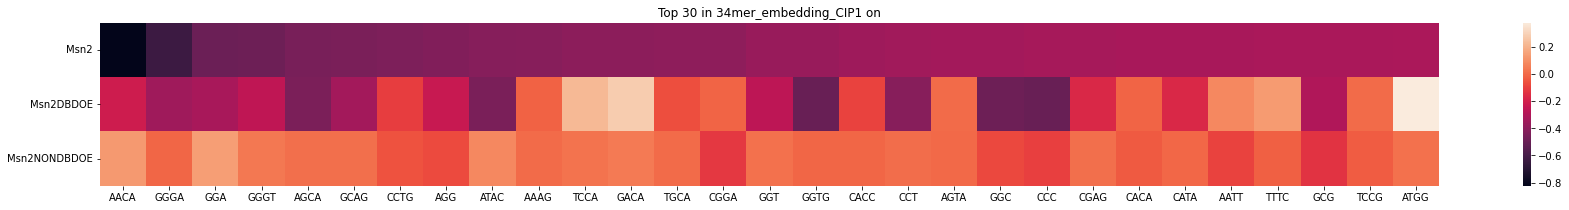 Top 30 in 34mer_embedding_CIP1 on
Msn2
Msn2DBDOE
Msn2NONDBDOE
AACA GGGA GGA GGGT AGCA GCAG CCTG AGG ATAC AAAG TCCA GACA TGCA CGGA GGT GGTG CACC CCT AGTA GGC CCC CGAG CACA CATA AATT TTTC GCG TCCG ATGG
0.2
0.0
−0.2
−0.4
−0.6
−0.8